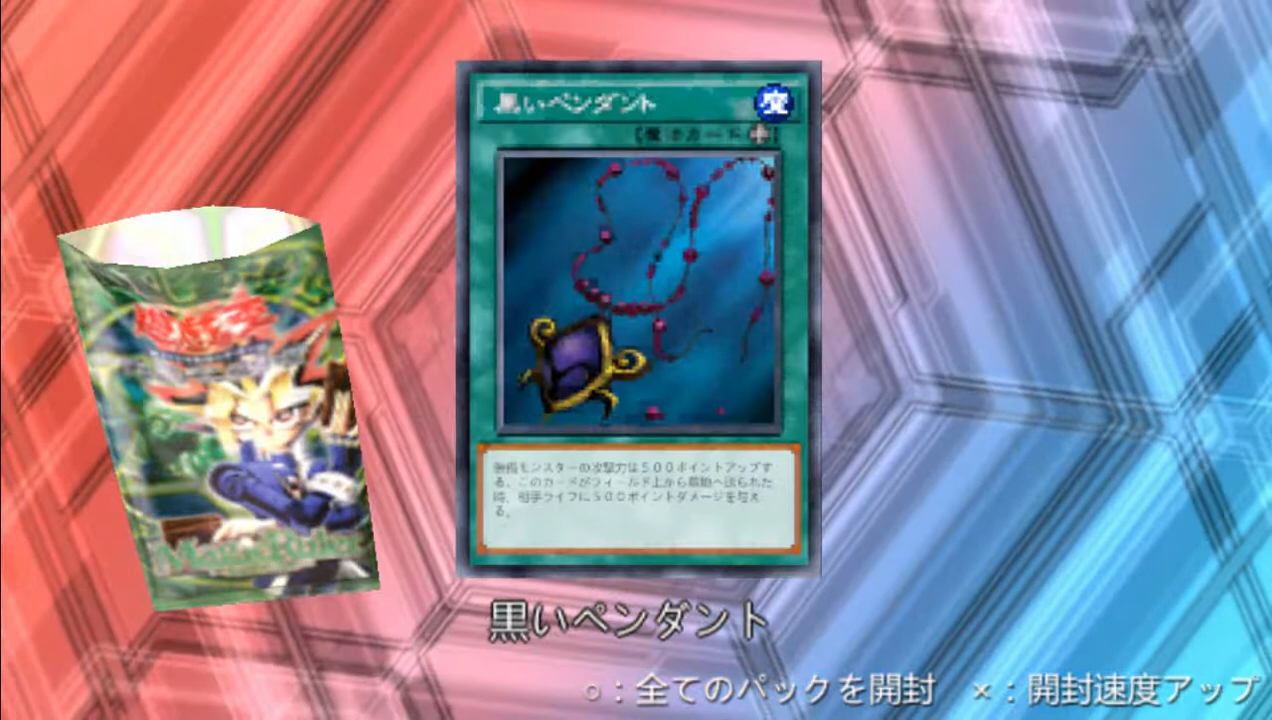 黒いペンダント
【魔法カード
装備モンスターの攻撃力は５００ポイントアップす
る。このカードがフィールド上から墓地へ送られた
時、相手ライフに５００ポイントダメージを与え
る。
遊戯王
Magic Ruler
黒いペンダント
○：全てのパックを開封　×：開封速度アップ